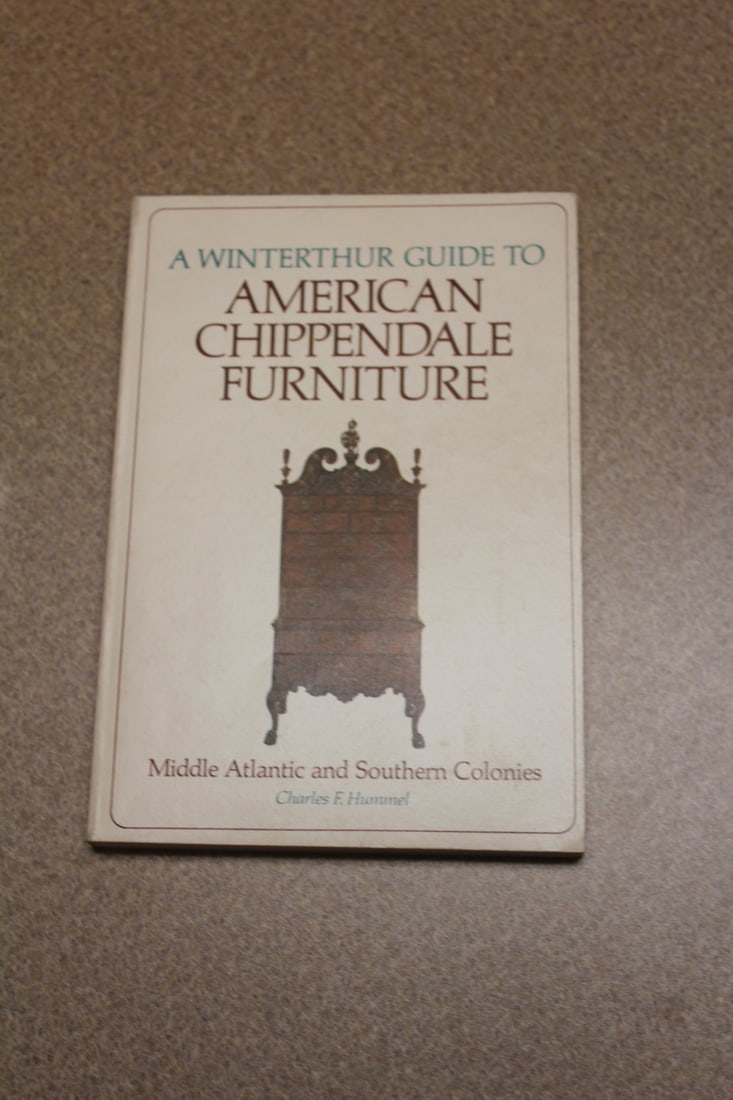 A WINTERTHUR GUIDE TO
AMERICAN
CHIPPENDALE
FURNITURE
Middle Atlantic and Southern Colonies
Charles F. Hummel